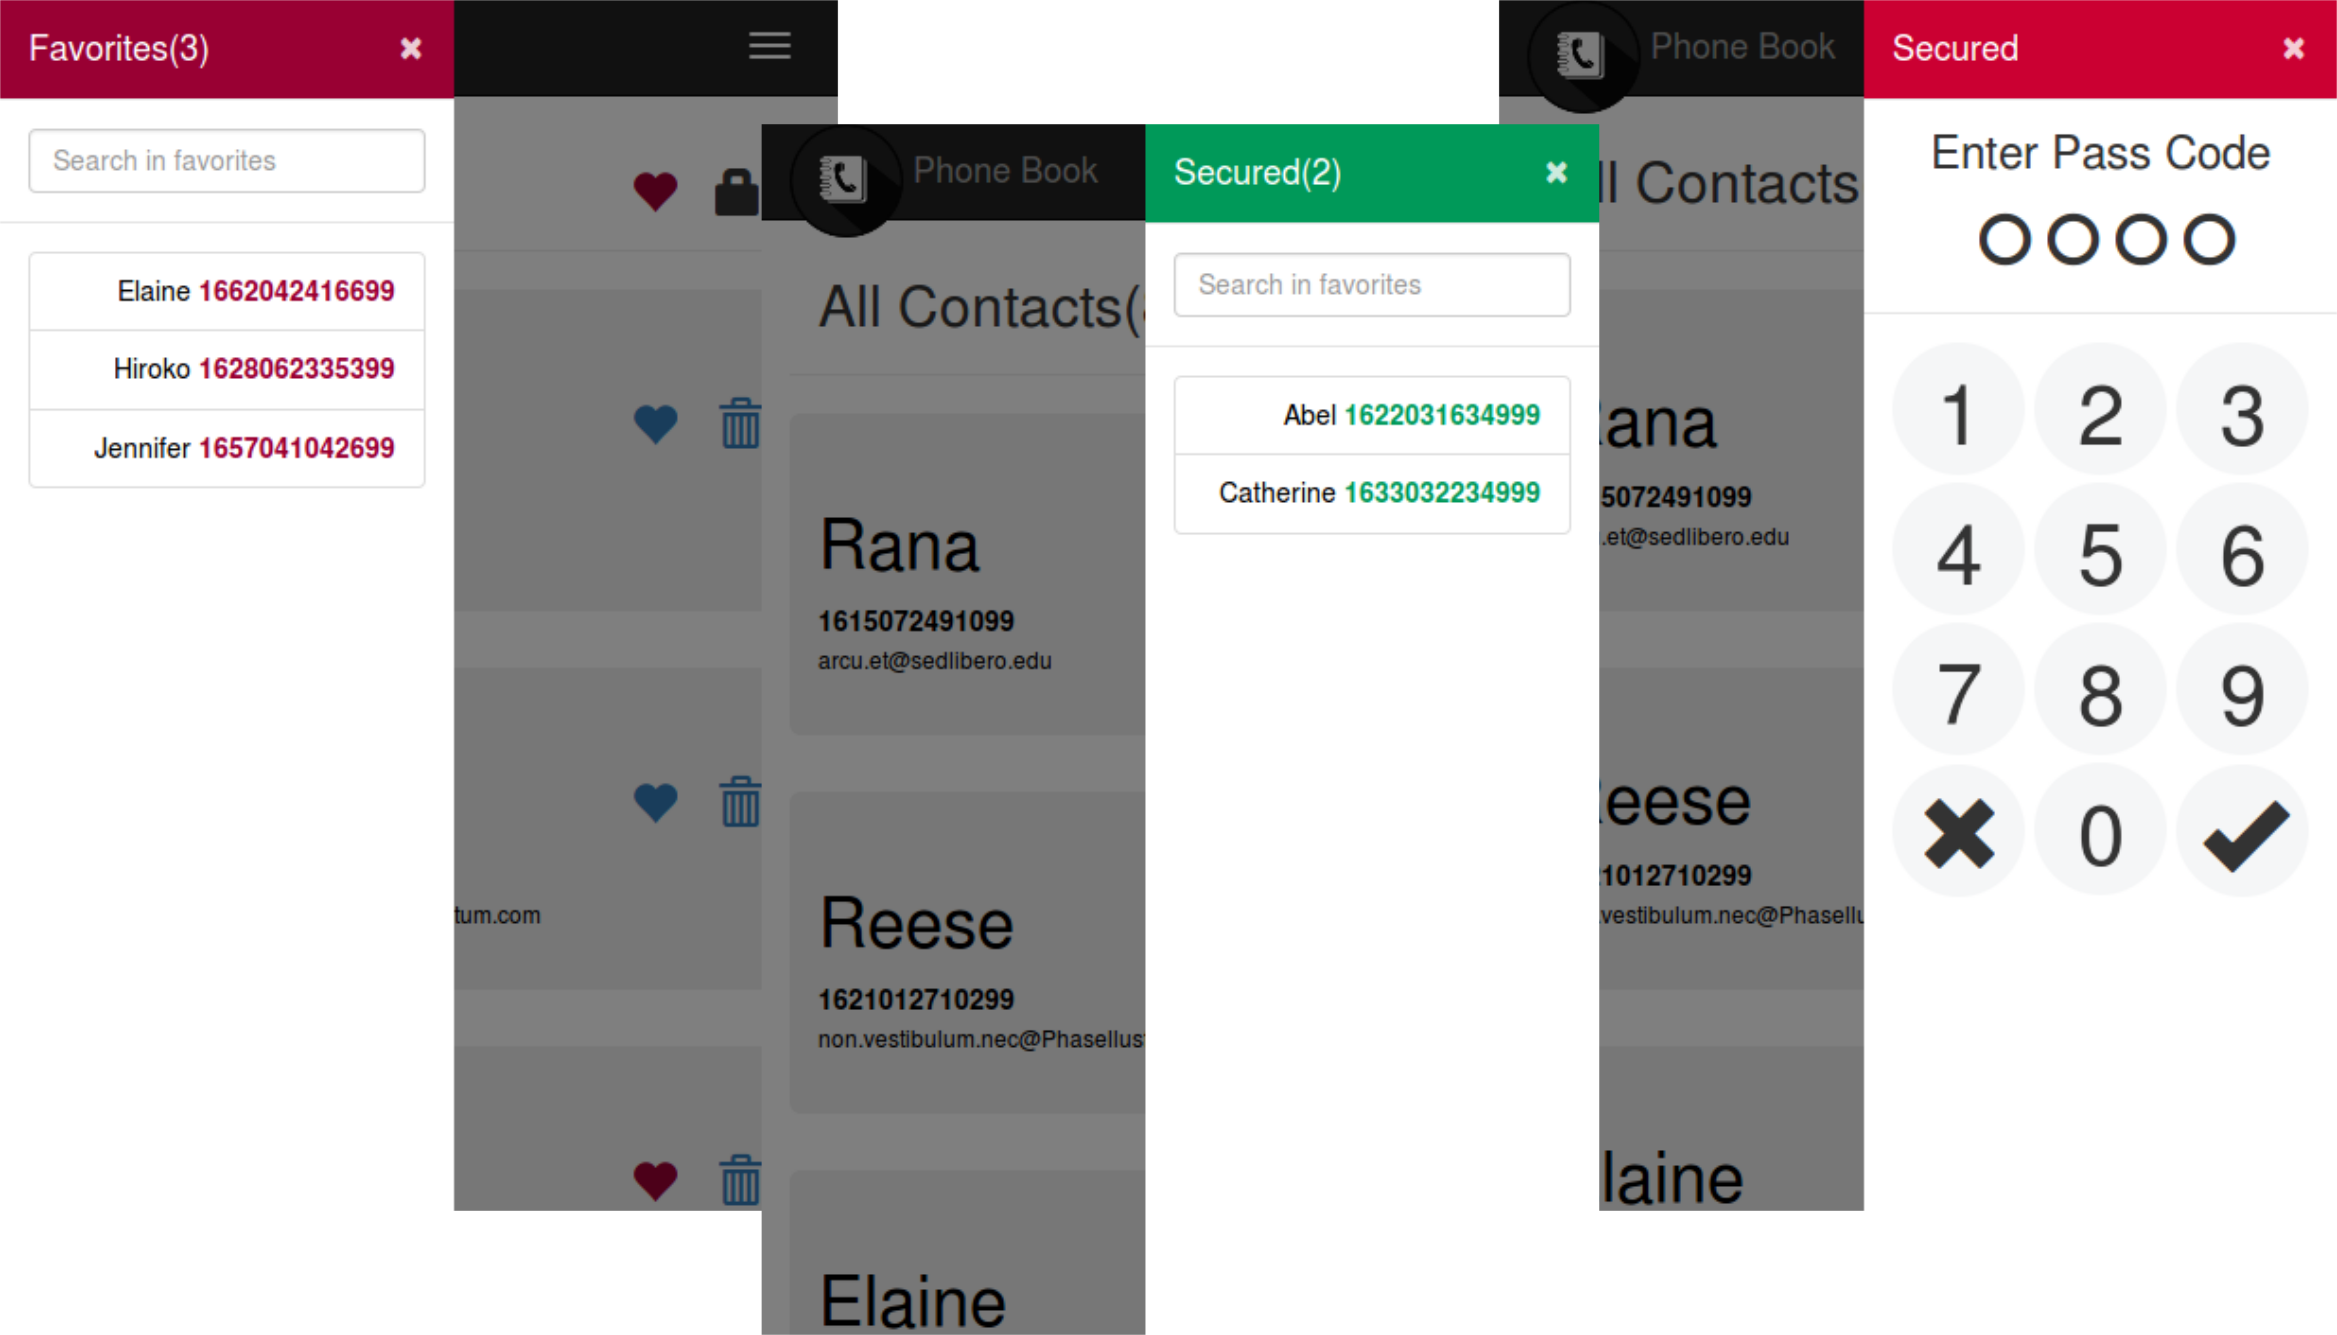 Favorites(3)
Search in favorites
Elaine 1662042416699
Hiroko 1628062335399
Jennifer 1657041042699
tum.com
Phone Book
All Contacts(
Rana
1615072491099
arcu.et@sedlibero.edu
Reese
1621012710299
non.vestibulum.nec@Phasellus
Elaine
Secured(2)
Search in favorites
Abel 1622031634999
Catherine 1633032234999
Phone Book
ll Contacts
ana
5072491099
.et@sedlibero.edu
eese
1012710299
.vestibulum.nec@Phasellu
laine
Secured
Enter Pass Code
1 2 3
4 5 6
7 8 9
0